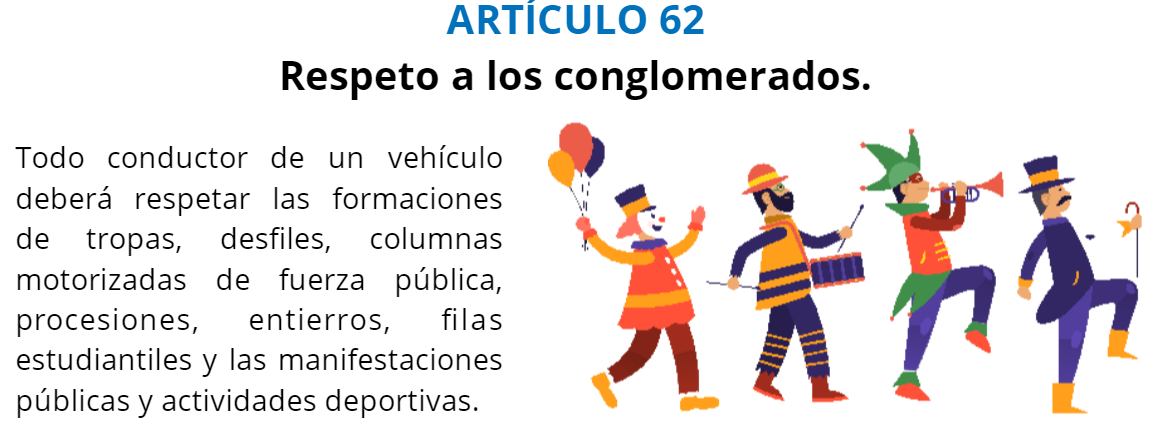 ARTÍCULO 62
Respeto a los conglomerados.
Todo conductor de un vehículo
deberá respetar las formaciones
de tropas, desfiles, columnas
motorizadas de fuerza pública,
procesiones, entierros, filas
estudiantiles y las manifestaciones
públicas y actividades deportivas.